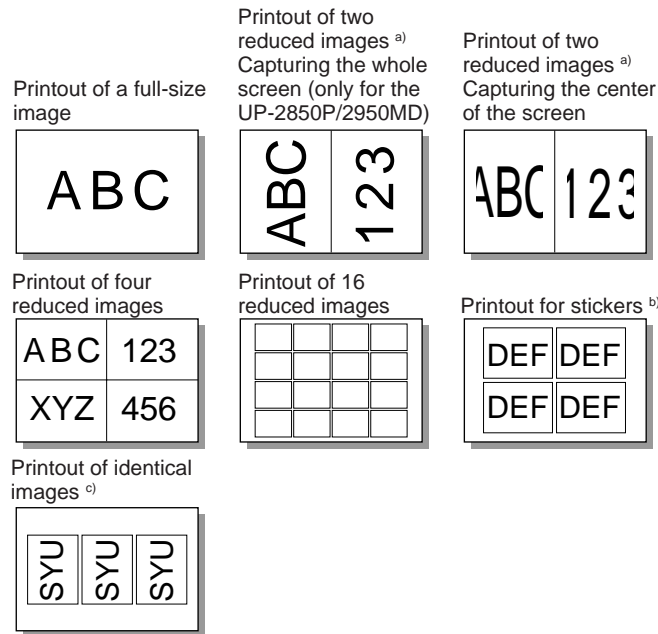 Printout of a full-size
image
ABC
Printout of two
reduced images a)
Capturing the whole
screen (only for the
UP-2850P/2950MD)
ABC
123
Printout of two
reduced images a)
Capturing the center
of the screen
ABC 123
Printout of four
reduced images
ABC 123
XYZ 456
Printout of 16
reduced images
Printout for stickers b)
DEF DEF
DEF DEF
Printout of identical
images c)
SYU
SYU
SYU